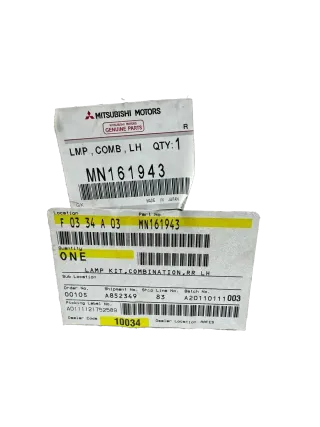 MITSUBISHI MOTORS
GENUINE PARTS
R
LMP,COMB,LH QTY:1
MN161943
MADE IN JAPAN
Location Part No.
F 03 34 A 03 MN161943
Quantity
ONE
LAMP KIT,COMBINATION,RR LH
Sub Location
Order No. Shipment No. Ship Line No. Batch No.
00105 A852349 83 A20110111003
Picking Label No
Dealer Code 10034 Dealer Location